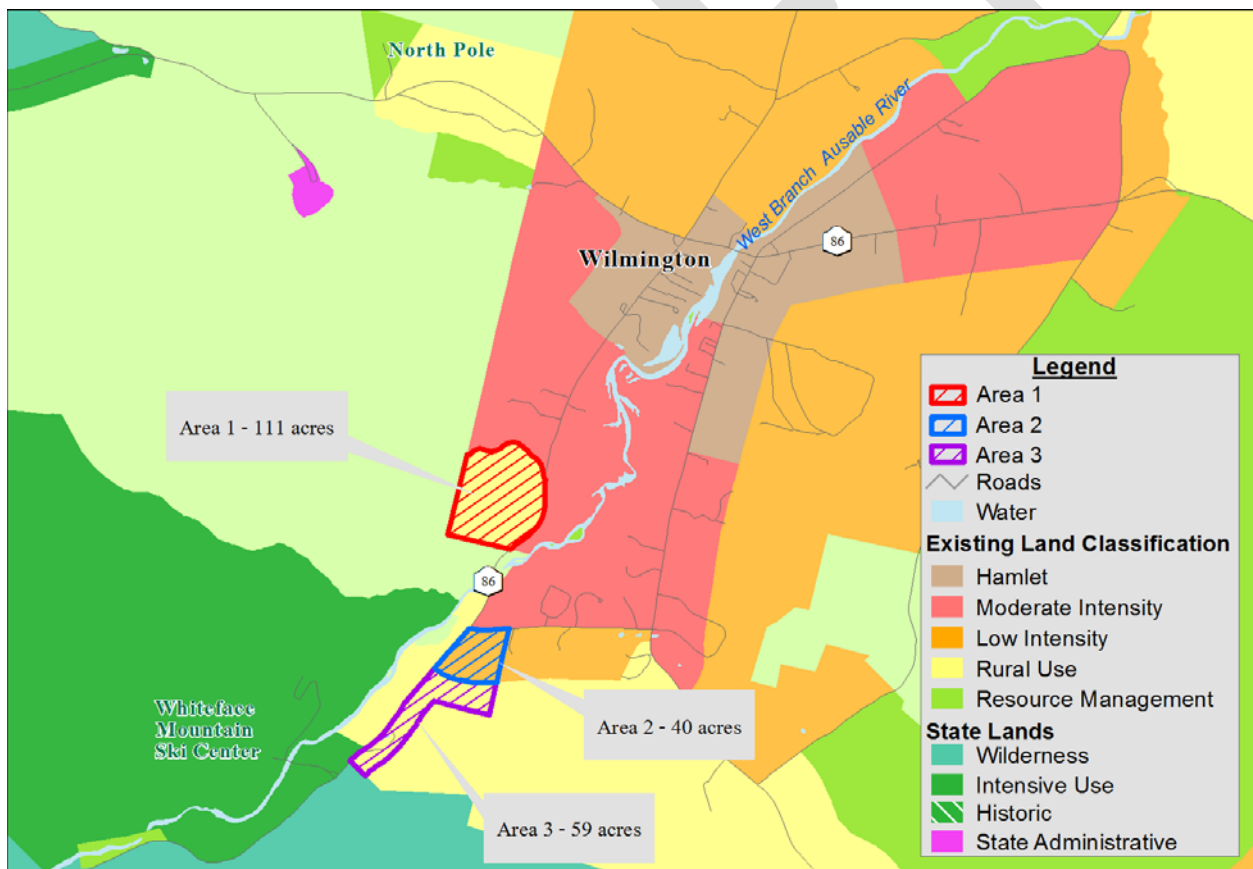 North Pole
West Branch Ausable River
86
Wilmington
Area 1 - 111 acres
86
Area 2 - 40 acres
Whiteface
Mountain
Ski Center
Area 3 - 59 acres
Legend
Area 1
Area 2
Area 3
Roads
Water
Existing Land Classification
Hamlet
Moderate Intensity
Low Intensity
Rural Use
Resource Management
State Lands
Wilderness
Intensive Use
Historic
State Administrative